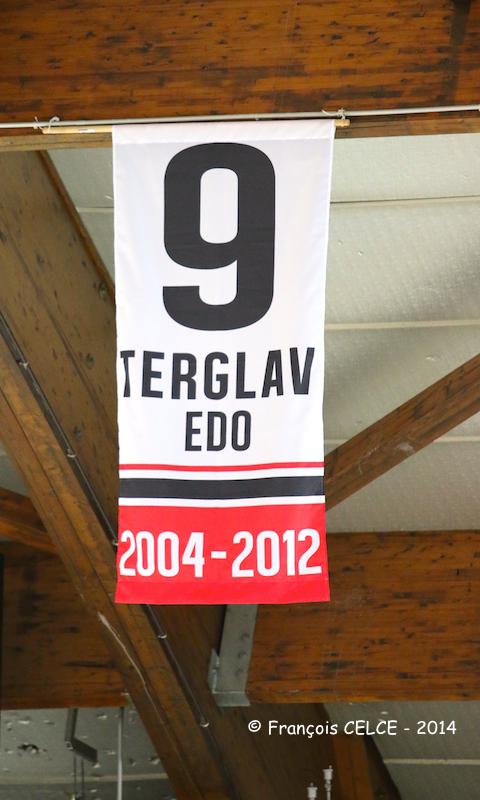 9
TERGLAV
EDO
2004-2012
© François CELCE - 2014